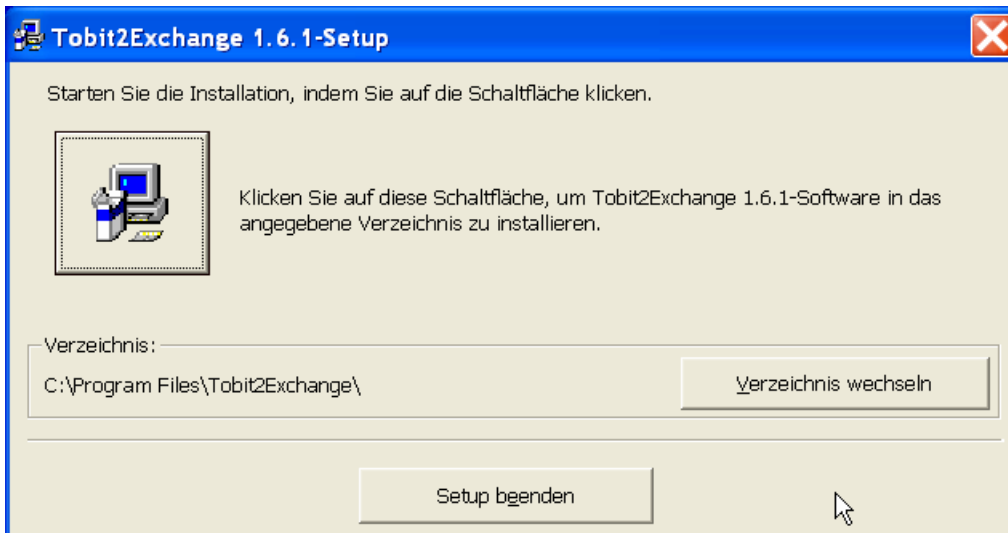 Tobit2Exchange 1.6.1-Setup
Starten Sie die Installation, indem Sie auf die Schaltfläche klicken.
Klicken Sie auf diese Schaltfläche, um Tobit2Exchange 1.6.1-Software in das
angegebene Verzeichnis zu installieren.
Verzeichnis:
C:\Program Files\Tobit2Exchange\
Verzeichnis wechseln
Setup beenden